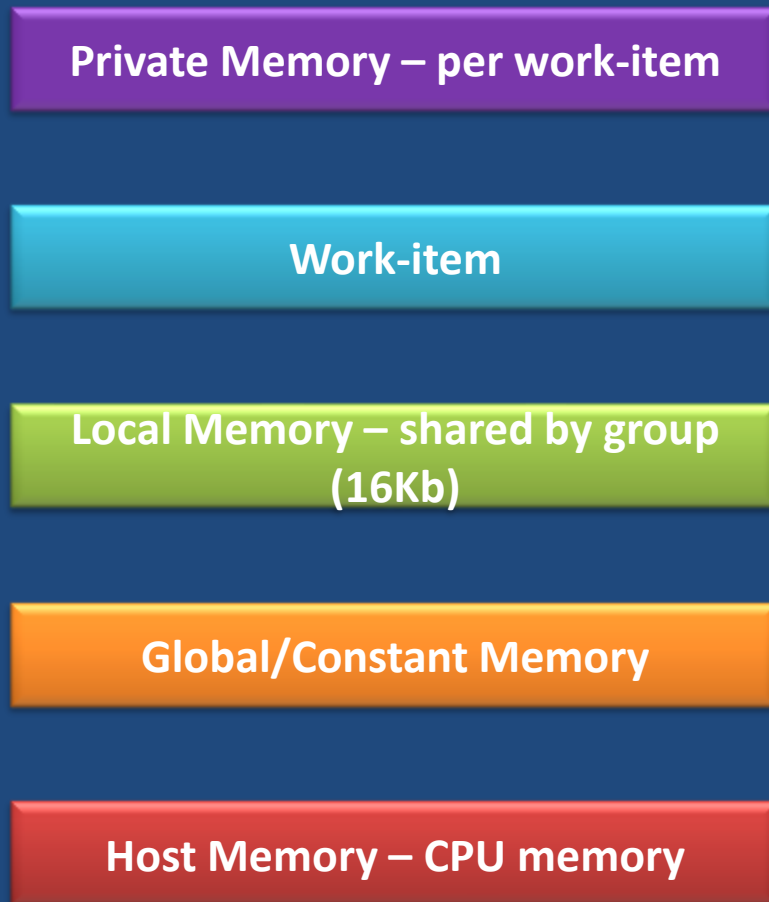 Private Memory – per work-item
Work-item
Local Memory – shared by group
(16Kb)
Global/Constant Memory
Host Memory – CPU memory